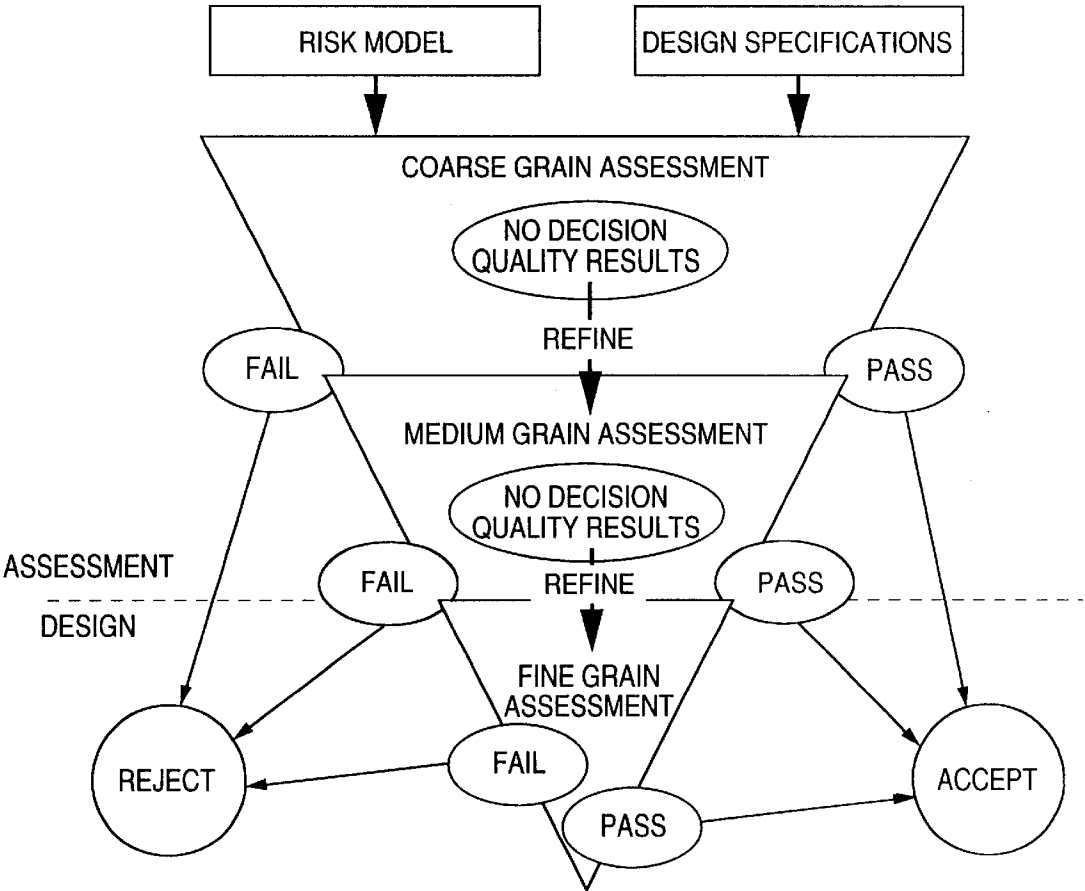 RISK MODEL
DESIGN SPECIFICATIONS
COARSE GRAIN ASSESSMENT
NO DECISION
QUALITY RESULTS
REFINE
FAIL
PASS
MEDIUM GRAIN ASSESSMENT
NO DECISION
QUALITY RESULTS
ASSESSMENT
FAIL
REFINE
PASS
DESIGN
FINE GRAIN
ASSESSMENT
REJECT
FAIL
ACCEPT
PASS